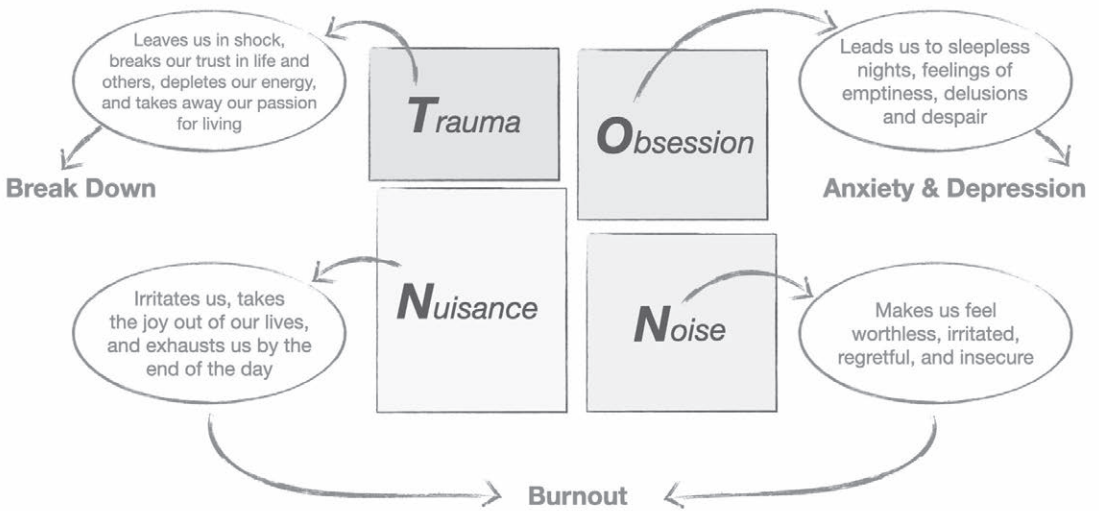 Leaves us in shock,
breaks our trust in life and
others, depletes our energy,
and takes away our passion
for living
Break Down
Trauma
Obsession
Leads us to sleepless
nights, feelings of
emptiness, delusions
and despair
Anxiety & Depression
Irritates us, takes
the joy out of our lives,
and exhausts us by the
end of the day
Nuisance
Noise
Makes us feel
worthless, irritated,
regretful, and insecure
Burnout